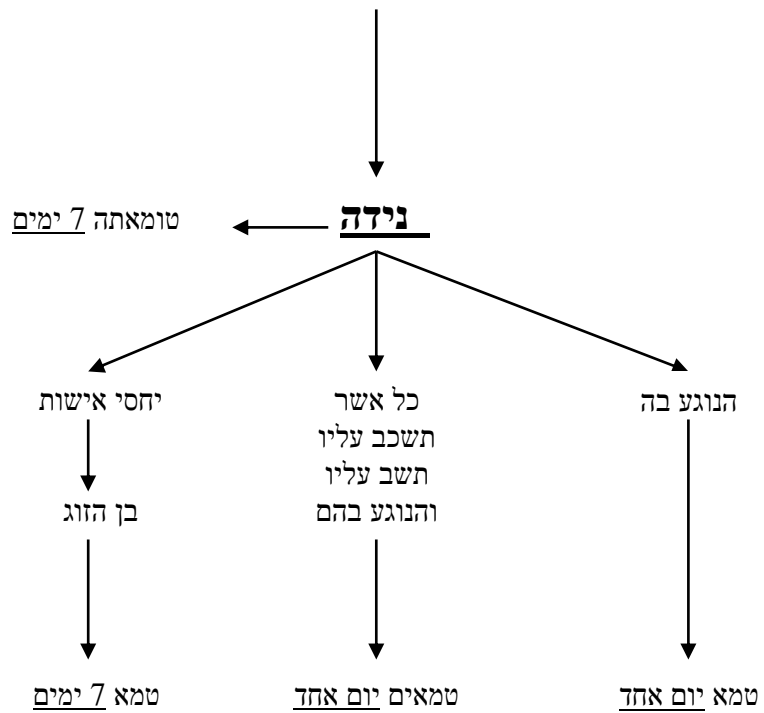 נידה
טומאתה 7 ימים
הנוגע בה
כל אשר
תשכב עליו
תשב עליו
והנוגע בהם
יחסי אישות
בן הזוג
טמא יום אחד
טמאים יום אחד
טמא 7 ימים